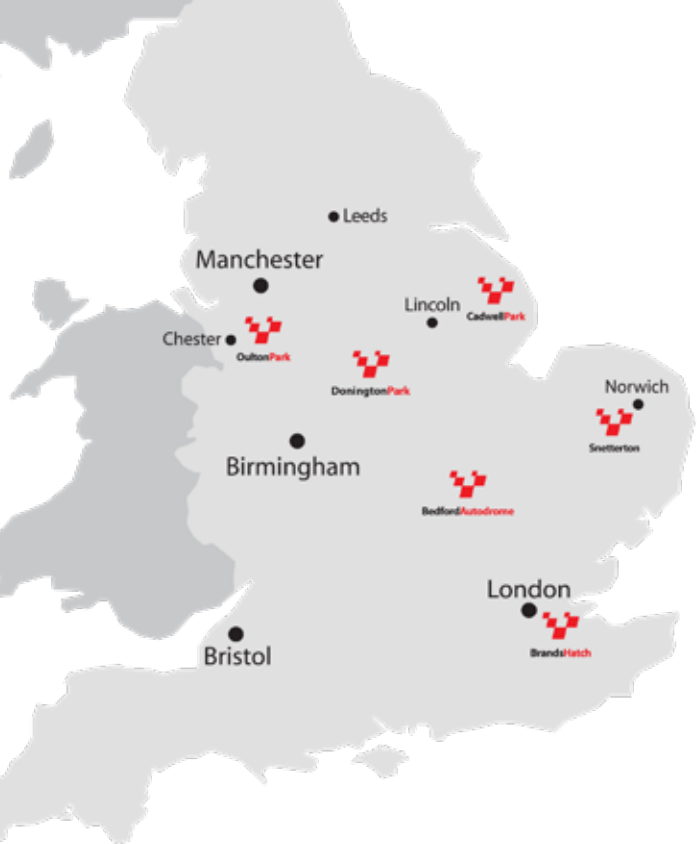 Leeds
Manchester
Lincoln
CadwellPark
Chester
OultonPark
DoningtonPark
Norwich
Snetterton
Birmingham
BedfordAutodrome
London
BrandsHatch
Bristol